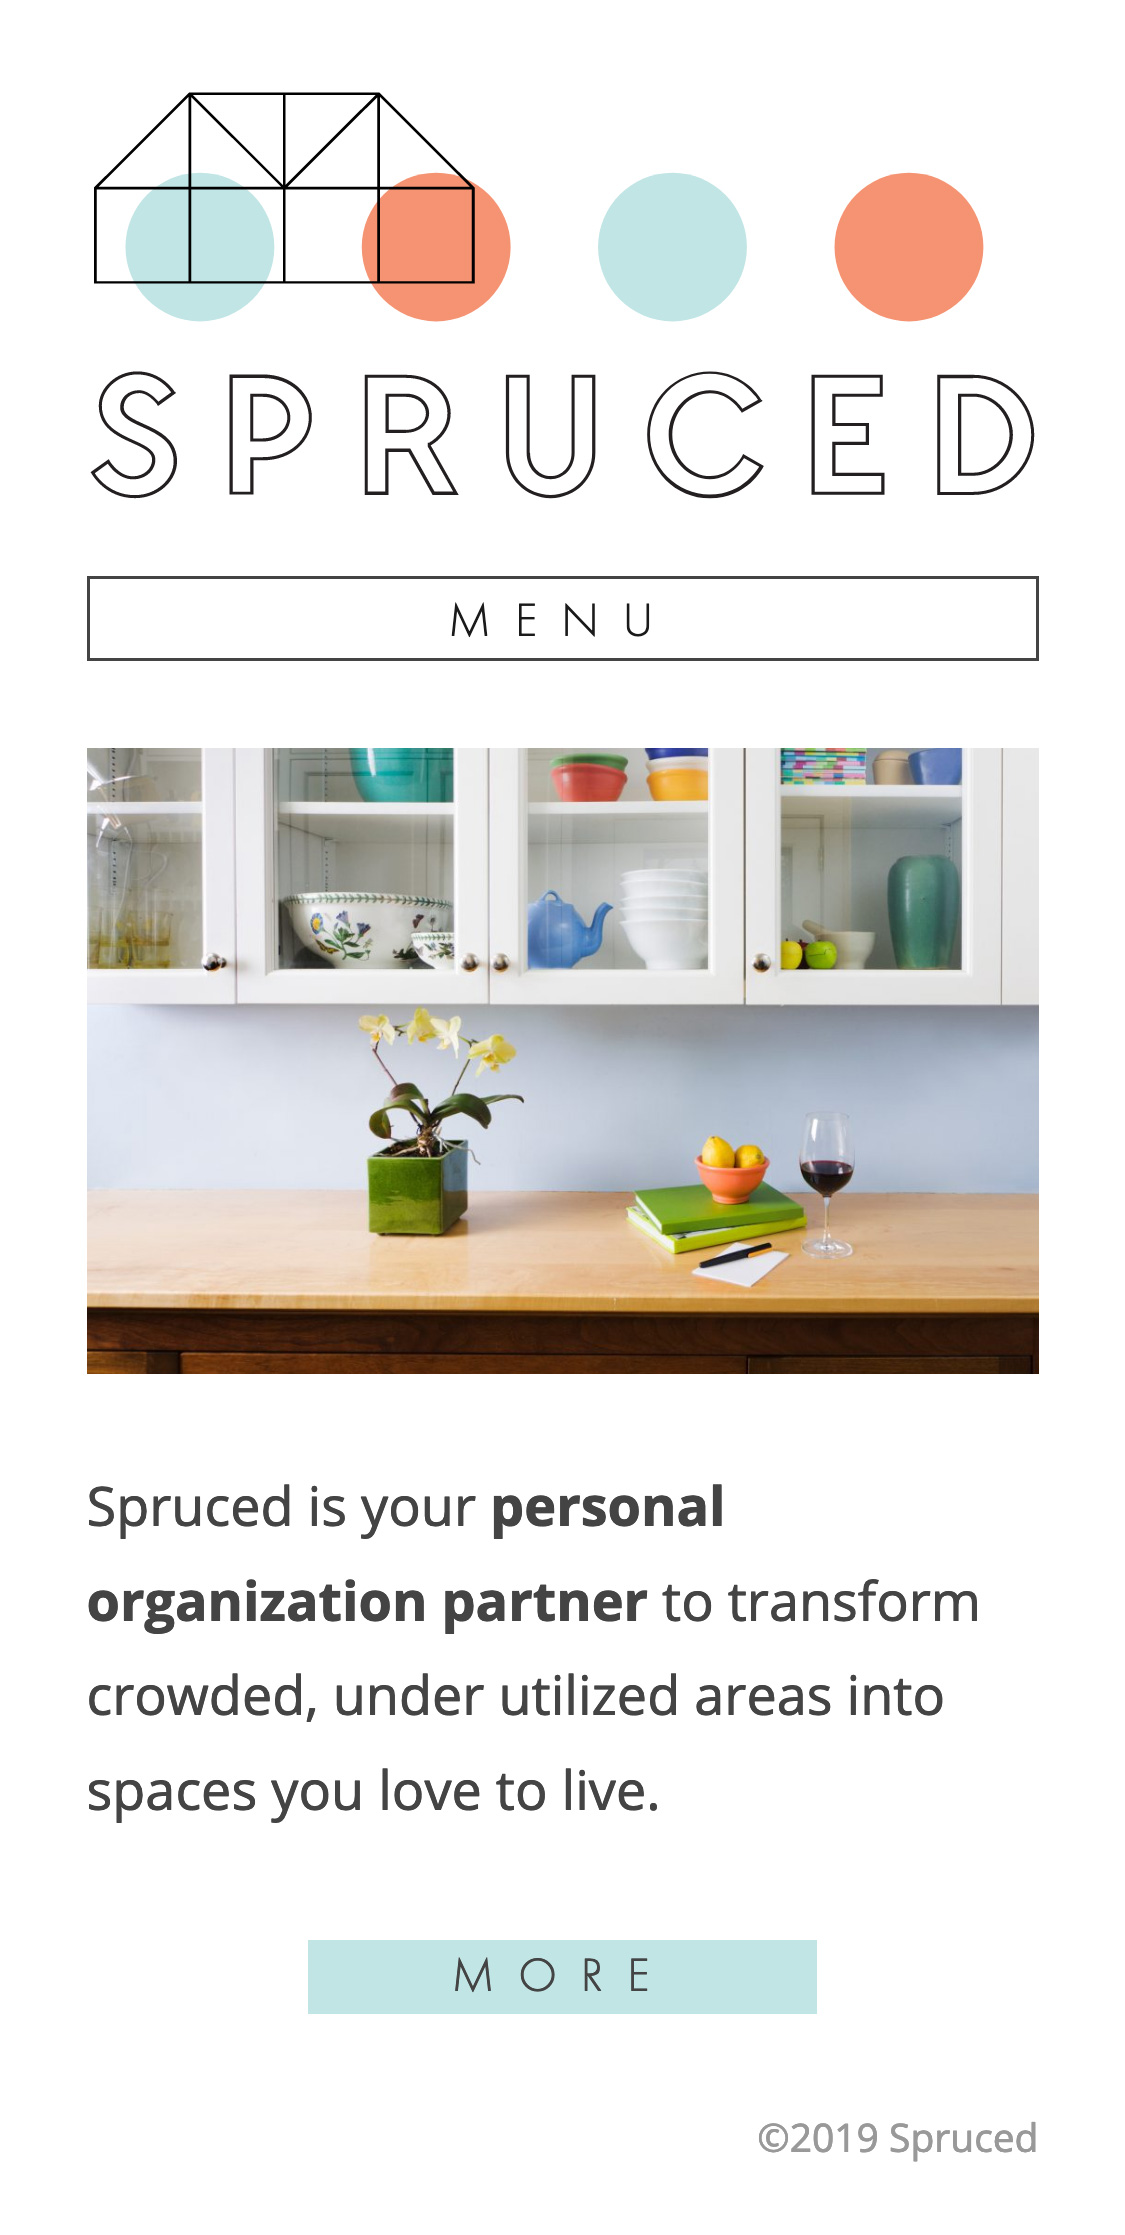 SPRUCED
MENU
Spruced is your personal
organization partner to transform
crowded, under utilized areas into
spaces you love to live.
MORE
©2019 Spruced